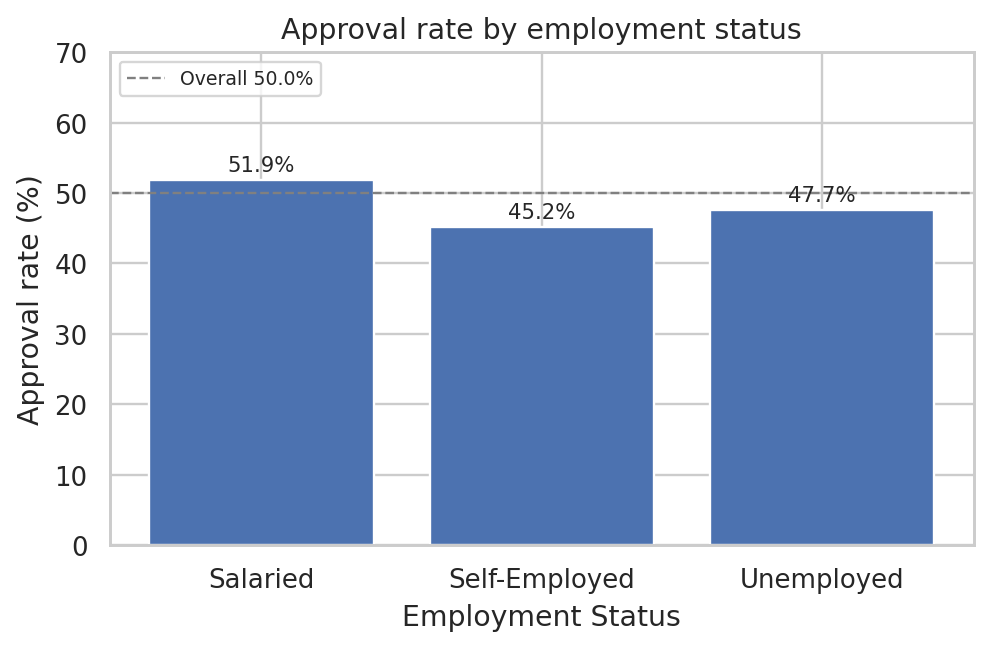 Approval rate by employment status
Overall 50.0%
Approval rate (%)
70
60
50
40
30
20
10
0
51.9%
45.2%
47.7%
Salaried
Self-Employed
Unemployed
Employment Status